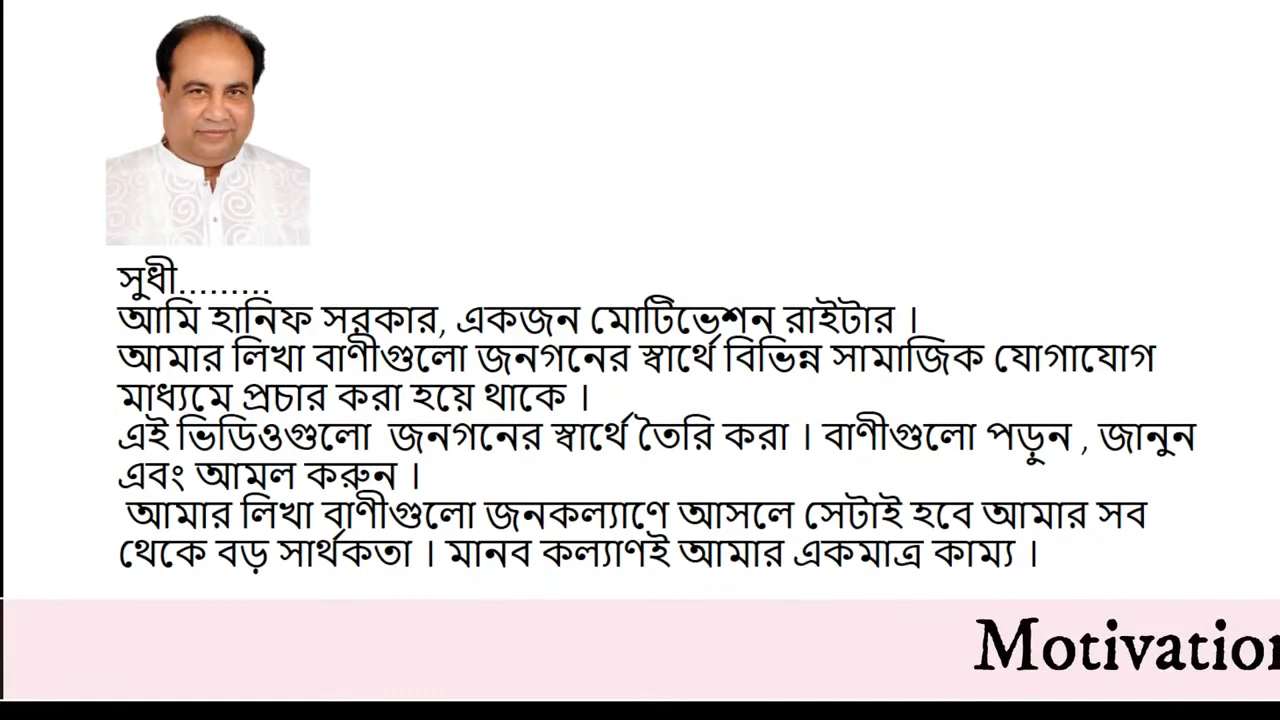 সুধী.........
আমি হানিফ সরকার, একজন মোটিভেশন রাইটার ।
আমার লিখা বাণীগুলো জনগনের স্বার্থে বিভিন্ন সামাজিক যোগাযোগ
মাধ্যমে প্রচার করা হয়ে থাকে ।
এই ভিডিওগুলো জনগনের স্বার্থে তৈরি করা । বাণীগুলো পড়ুন , জানুন
এবং আমল করুন ।
আমার লিখা বাণীগুলো জনকল্যাণে আসলে সেটাই হবে আমার সব
থেকে বড় সার্থকতা । মানব কল্যাণই আমার একমাত্র কাম্য ।
Motivation